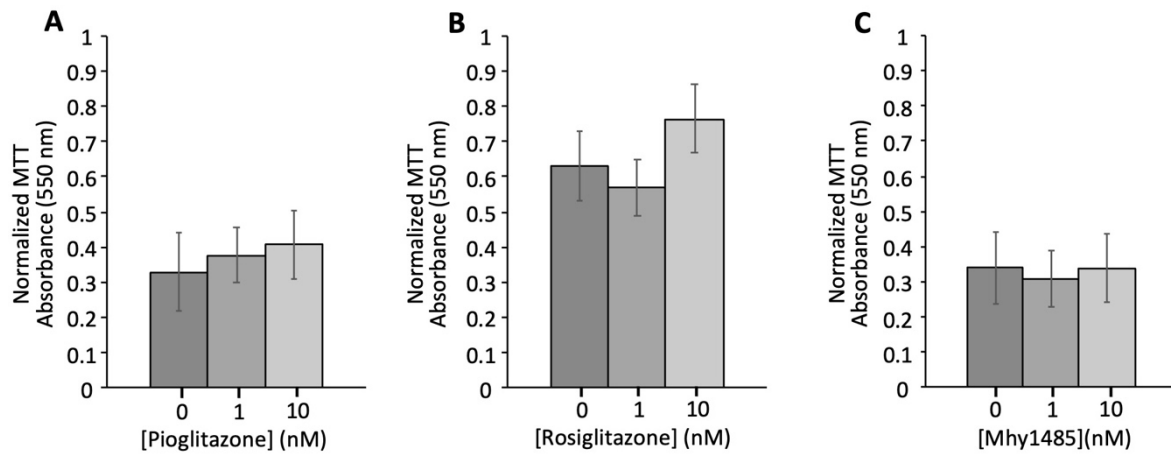 A
Normalized MTT
Absorbance (550 nm)
1
0.9
0.8
0.7
0.6
0.5
0.4
0.3
0.2
0.1
0
0 1 10
[Pioglitazone] (nM)
B
Normalized MTT
Absorbance (550 nm)
1
0.9
0.8
0.7
0.6
0.5
0.4
0.3
0.2
0.1
0
0 1 10
[Rosiglitazone] (nM)
C
Normalized MTT
Absorbance (550 nm)
1
0.9
0.8
0.7
0.6
0.5
0.4
0.3
0.2
0.1
0
0 1 10
[Mhy1485](nM)